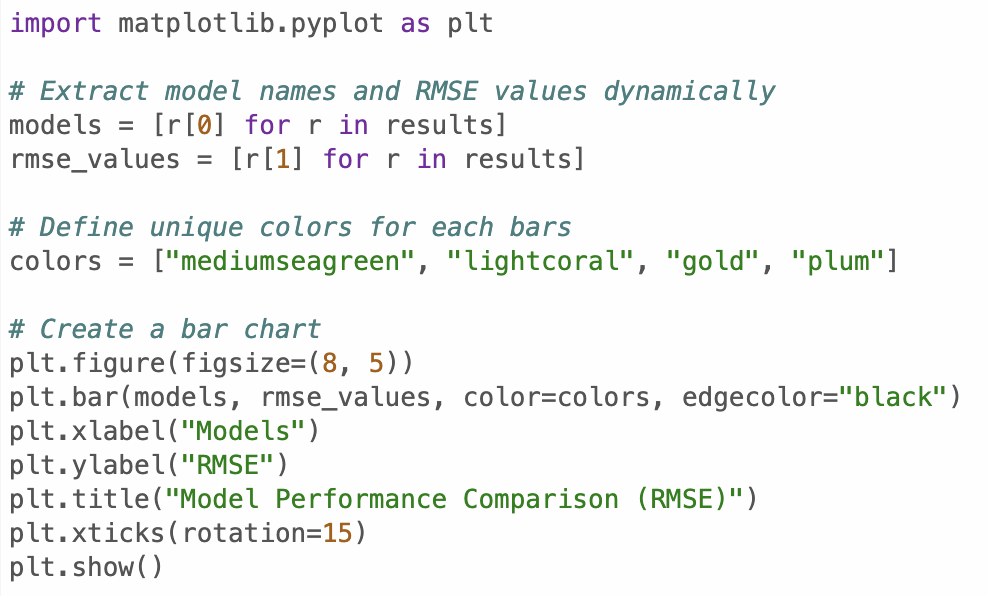 import matplotlib.pyplot as plt
# Extract model names and RMSE values dynamically
models = [r[0] for r in results]
rmse_values = [r[1] for r in results]
# Define unique colors for each bars
colors = ["mediumseagreen", "lightcoral", "gold", "plum"]
# Create a bar chart
plt.figure(figsize=(8, 5))
plt.bar(models, rmse_values, color=colors, edgecolor="black")
plt.xlabel("Models")
plt.ylabel("RMSE")
plt.title("Model Performance Comparison (RMSE)")
plt.xticks(rotation=15)
plt.show()